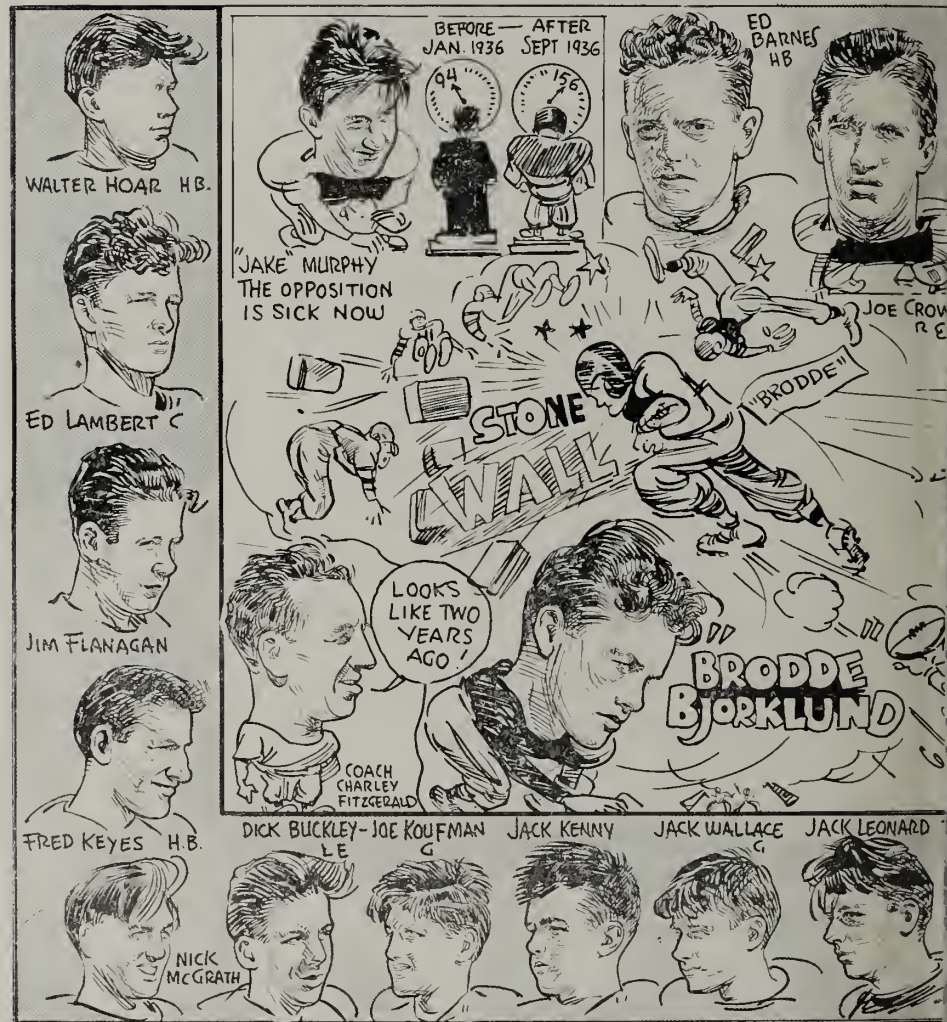 WALTER HOAR HB.
ED LAMBERT C
JIM FLANAGAN
FRED KEYES H.B.
NICK
McGRATH
BEFORE — AFTER
JAN. 1936 SEPT 1936
94
156
"JAKE" MURPHY
THE OPPOSITION
IS SICK NOW
ED
BARNES
HB
JOE CROW
R E
STONE
WALL
"BRODDE"
LOOKS
LIKE TWO
YEARS
AGO!
COACH
CHARLEY
FITZGERALD
BRODDE
BJORKLUND
DICK BUCKLEY - JOE KOUFMAN JACK KENNY JACK WALLACE JACK LEONARD
L E G G